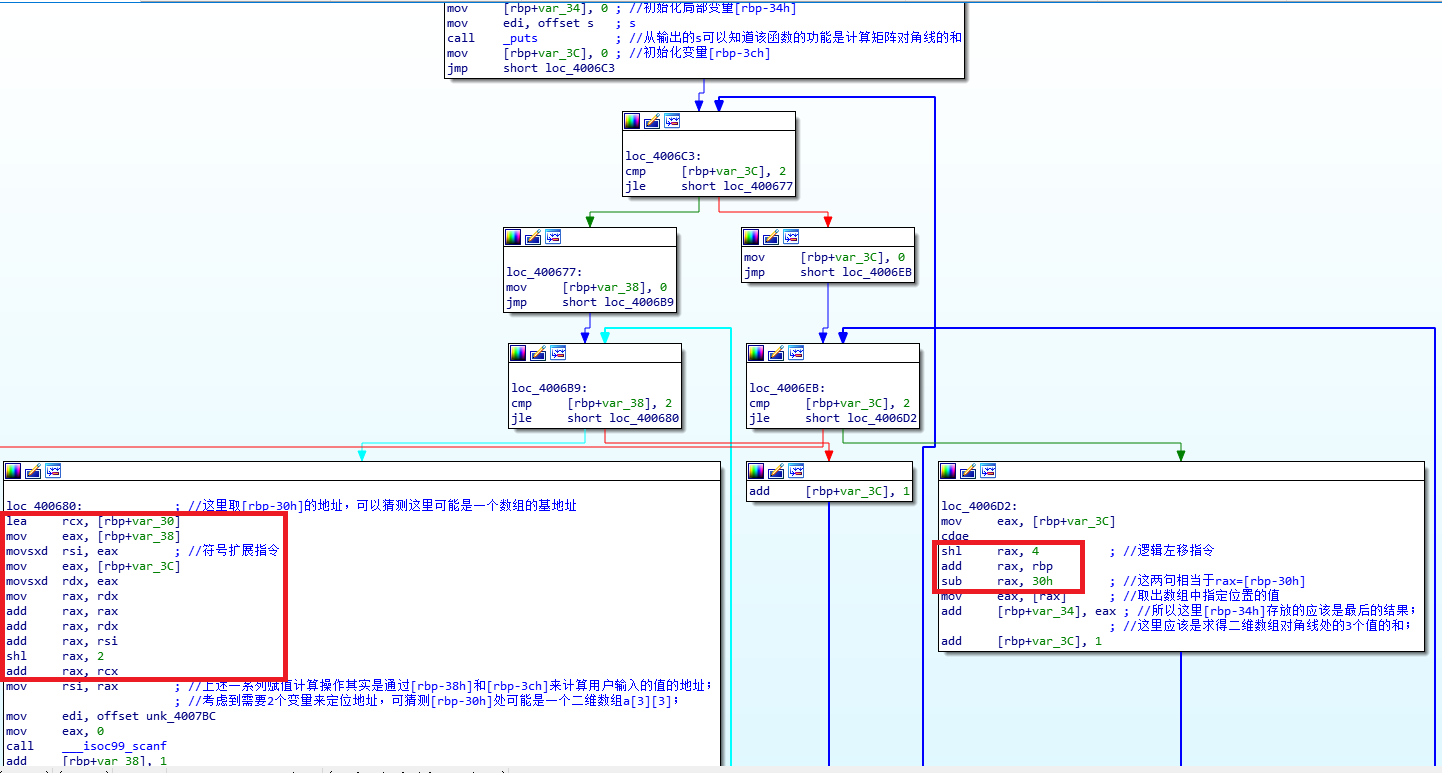 mov [rbp+var_34], 0 ; //初始化局部变量[rbp-34h]
mov edi, offset s ; s
call _puts ; //从输出的s可以知道该函数的功能是计算矩阵对角线的和
mov [rbp+var_3C], 0 ; //初始化变量[rbp-3ch]
jmp short loc_4006C3
loc_4006C3:
cmp [rbp+var_3C], 2
jle short loc_400677
loc_400677:
mov [rbp+var_38], 0
jmp short loc_4006B9
mov [rbp+var_3C], 0
jmp short loc_4006EB
loc_4006B9:
cmp [rbp+var_38], 2
jle short loc_400680
loc_4006EB:
cmp [rbp+var_3C], 2
jle short loc_4006D2
loc_400680: ; //这里取[rbp-30h]的地址，可以猜测这里可能是一个数组的基地址
lea rcx, [rbp+var_30]
mov eax, [rbp+var_38]
movsxd rsi, eax ; //符号扩展指令
mov eax, [rbp+var_3C]
movsxd rdx, eax
mov rax, rdx
add rax, rax
add rax, rdx
add rax, rsi
shl rax, 2
add rax, rcx
mov rsi, rax ; //上述一系列赋值计算操作其实是通过[rbp-38h]和[rbp-3ch]来计算用户输入的值的地址；
; //考虑到需要2个变量来定位地址，可猜测[rbp-30h]处可能是一个二维数组a[3][3]；
mov edi, offset unk_4007BC
mov eax, 0
call ___isoc99_scanf
add [rbp+var_38], 1
add [rbp+var_3C], 1
loc_4006D2:
mov eax, [rbp+var_3C]
cdqe
shl rax, 4 ; //逻辑左移指令
add rax, rbp
sub rax, 30h ; //这两句相当于rax=[rbp-30h]
mov eax, [rax] ; //取出数组中指定位置的值
add [rbp+var_34], eax ; //所以这里[rbp-34h]存放的应该是最后的结果；
; //这里应该是求得二维数组对角线处的3个值的和；
add [rbp+var_3C], 1